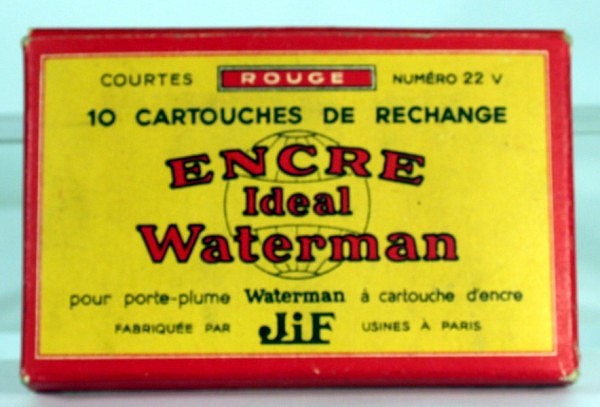 COURTES ROUGE NUMÉRO 22 V
10 CARTOUCHES DE RECHANGE
ENCRE
Ideal
Waterman
pour porte-plume Waterman à cartouche d'encre
FABRIQUÉE PAR JiF USINES À PARIS